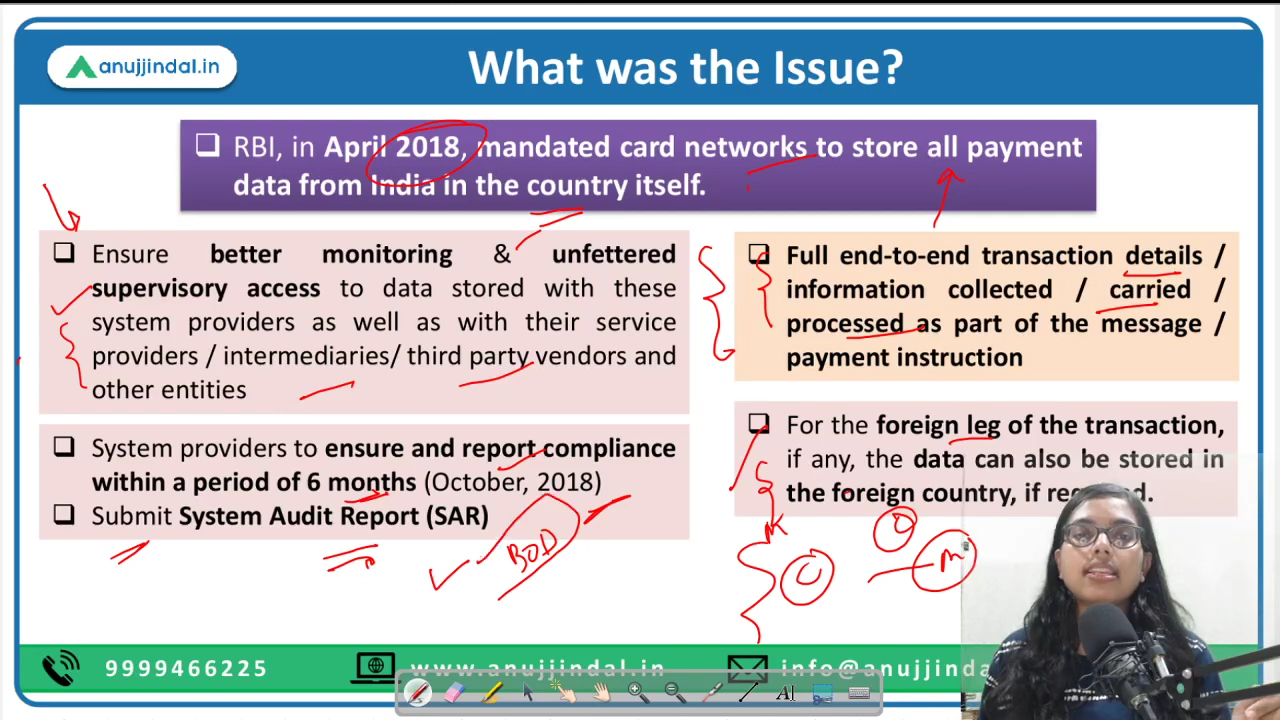 anujjindal.in
What was the Issue?
RBI, in April 2018, mandated card networks to store all payment
data from India in the country itself.
Ensure better monitoring & unfettered
supervisory access to data stored with these
system providers as well as with their service
providers / intermediaries/ third party vendors and
other entities
System providers to ensure and report compliance
within a period of 6 months (October, 2018)
Submit System Audit Report (SAR)
BOD
Full end-to-end transaction details /
information collected / carried /
processed as part of the message /
payment instruction
For the foreign leg of the transaction,
if any, the data can also be stored in
the foreign country, if
C
M
9999466225
www.anujjindal.in
info@anujjinda